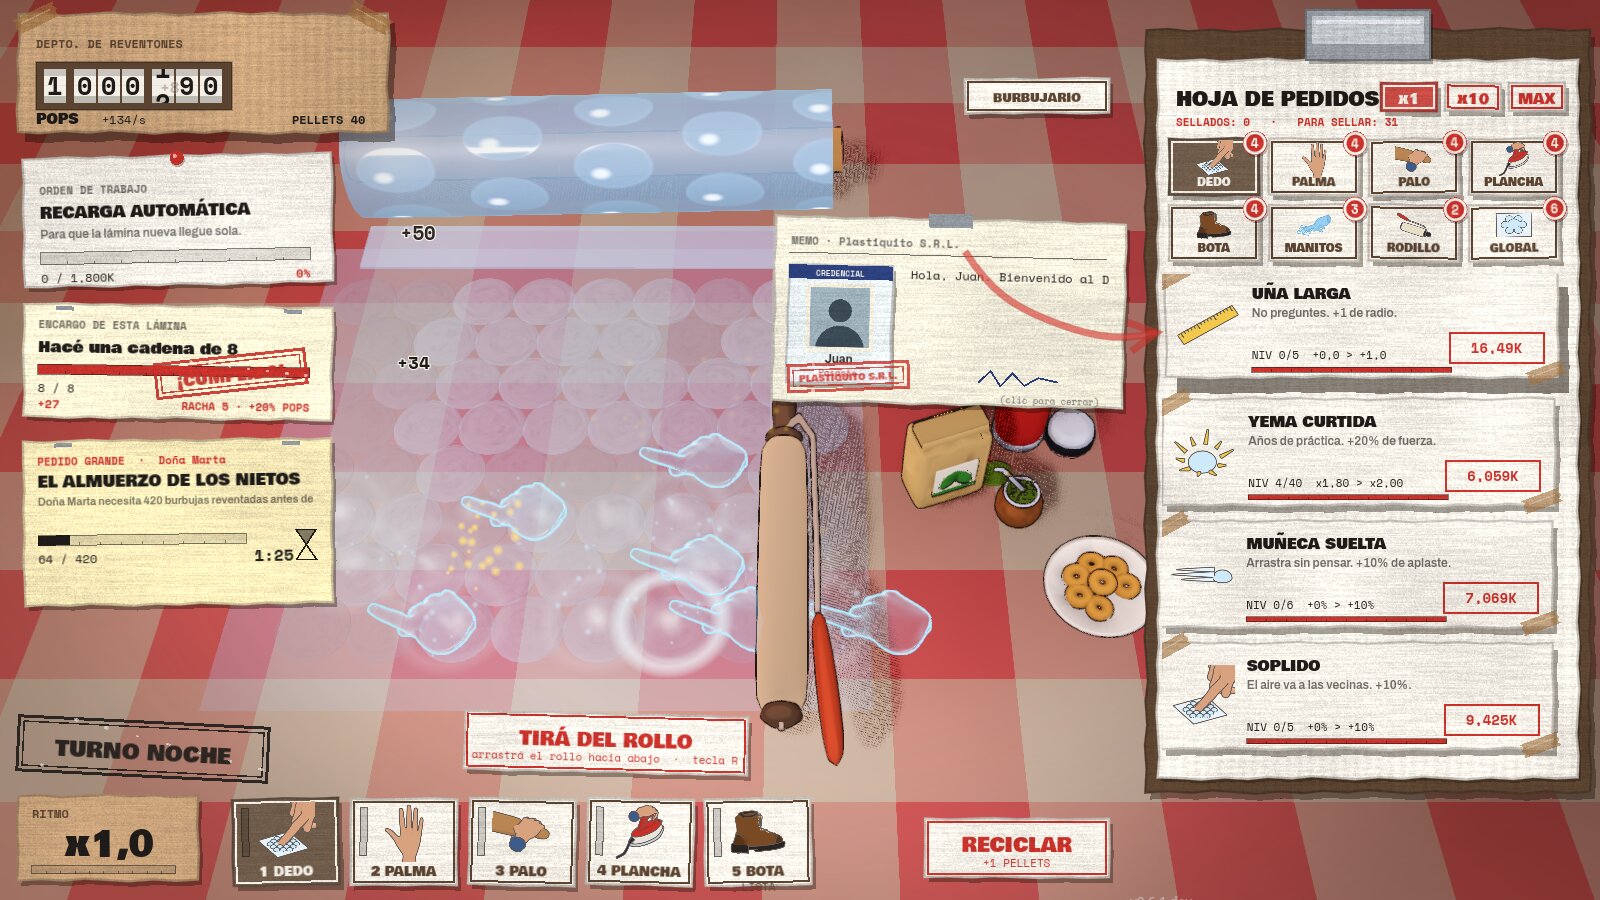 DEPTO. DE REVENTONES
POPS +134/s PELLETS 40
ORDEN DE TRABAJO
RECARGA AUTOMÁTICA
Para que la lámina nueva llegue sola.
0 / 1.800K 0%
ENCARGO DE ESTA LÁMINA
Hacé una cadena de 8
8 / 8
+27 RACHA 5 · +20% POPS
PEDIDO GRANDE · Doña Marta
EL ALMUERZO DE LOS NIETOS
Doña Marta necesita 420 burbujas reventadas antes de
64 / 420 1:25
+50
+34
BURBUJARIO
MEMO · Plastiquito S.R.L.
CREDENCIAL
Hola, Juan. Bienvenido al D
Juan
PLASTIQUITO S.R.L.
(clic para cerrar)
HOJA DE PEDIDOS x1 x10 MAX
SELLADOS: 0 · PARA SELLAR: 31
4 4 4 4
DEDO PALMA PALO PLANCHA
4 3 2 6
BOTA MANITOS RODILLO GLOBAL
UÑA LARGA
No preguntes. +1 de radio.
NIV 0/5 +0,0 > +1,0 16,49K
YEMA CURTIDA
Años de práctica. +20% de fuerza.
NIV 4/40 x1,80 > x2,00 6,059K
MUÑECA SUELTA
Arrastra sin pensar. +10% de aplaste.
NIV 0/6 +0% > +10% 7,069K
SOPLIDO
El aire va a las vecinas. +10%.
NIV 0/5 +0% > +10% 9,425K
TURNO NOCHE
TIRÁ DEL ROLLO
arrastrá el rollo hacia abajo · tecla R
RITMO
x1,0
1 DEDO 2 PALMA 3 PALO 4 PLANCHA 5 BOTA
LISTA
RECICLAR
+1 PELLETS